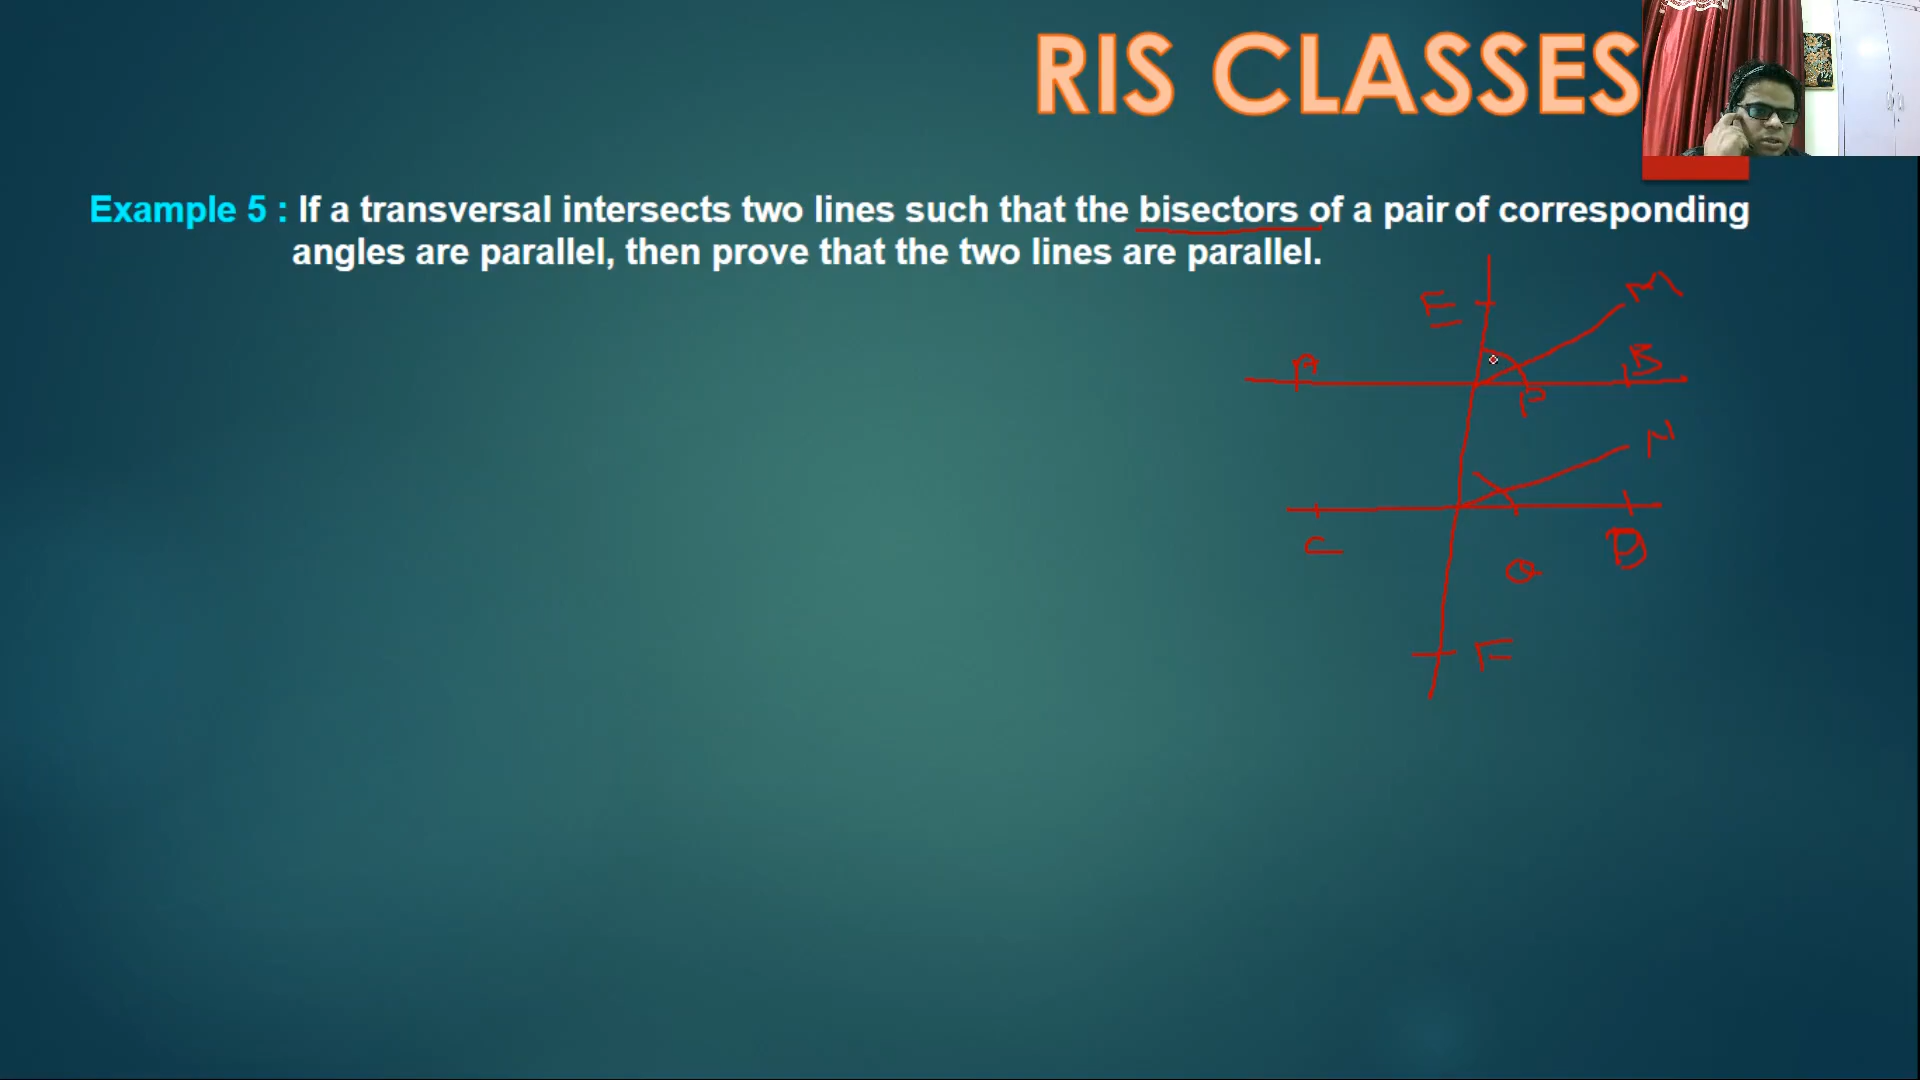 RIS CLASSES
Example 5 : If a transversal intersects two lines such that the bisectors of a pair of corresponding
angles are parallel, then prove that the two lines are parallel.
E
M
A
B
P
N
C
D
Q
F